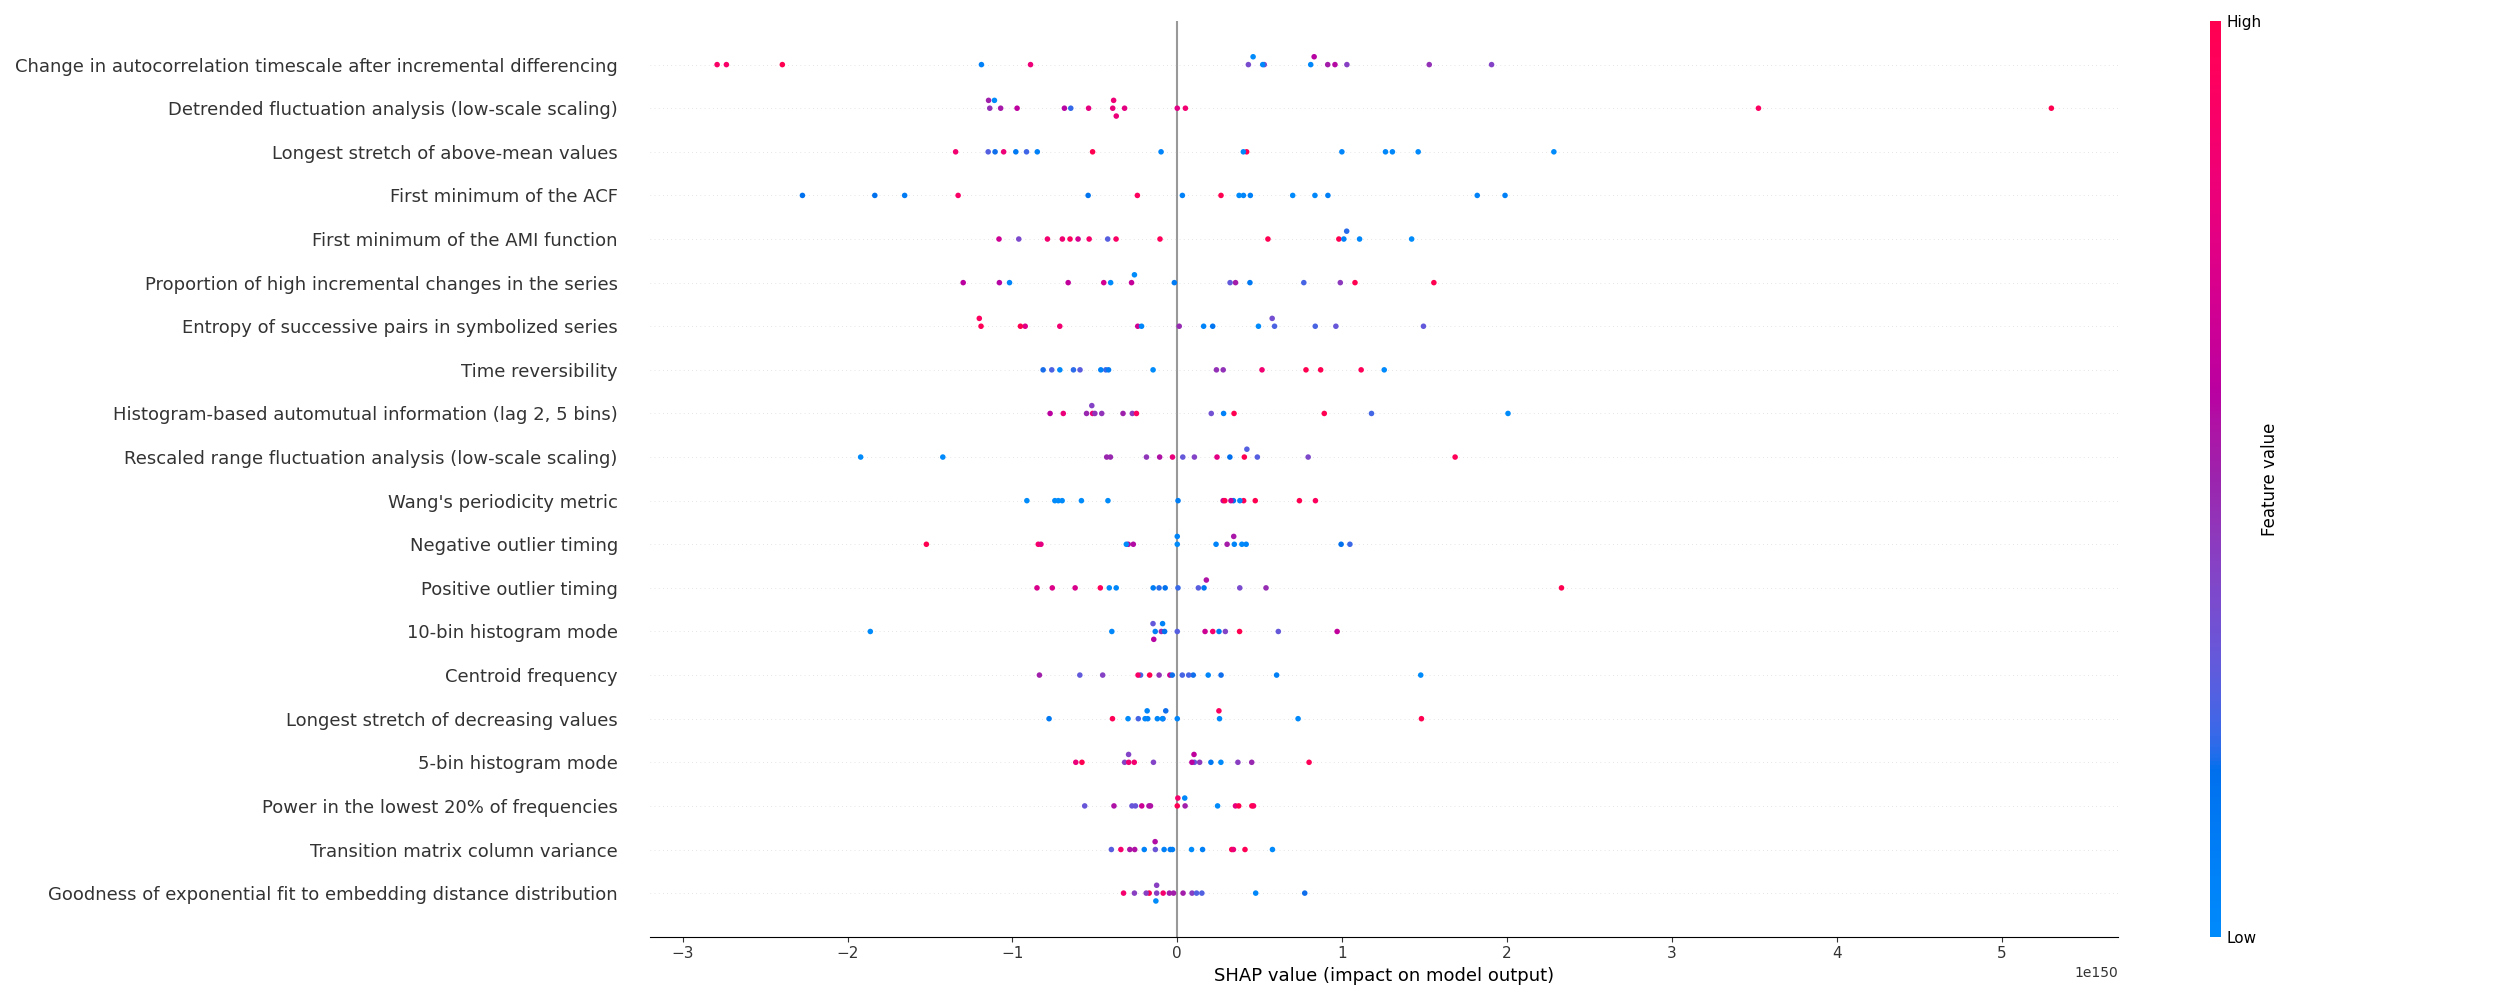 High
Change in autocorrelation timescale after incremental differencing
Detrended fluctuation analysis (low-scale scaling)
Longest stretch of above-mean values
First minimum of the ACF
First minimum of the AMI function
Proportion of high incremental changes in the series
Entropy of successive pairs in symbolized series
Time reversibility
Histogram-based automutual information (lag 2, 5 bins)
Rescaled range fluctuation analysis (low-scale scaling)
Wang's periodicity metric
Negative outlier timing
Positive outlier timing
10-bin histogram mode
Centroid frequency
Longest stretch of decreasing values
5-bin histogram mode
Power in the lowest 20% of frequencies
Transition matrix column variance
Goodness of exponential fit to embedding distance distribution
Feature value
Low
−3 −2 −1 0 1 2 3 4 5
1e150
SHAP value (impact on model output)